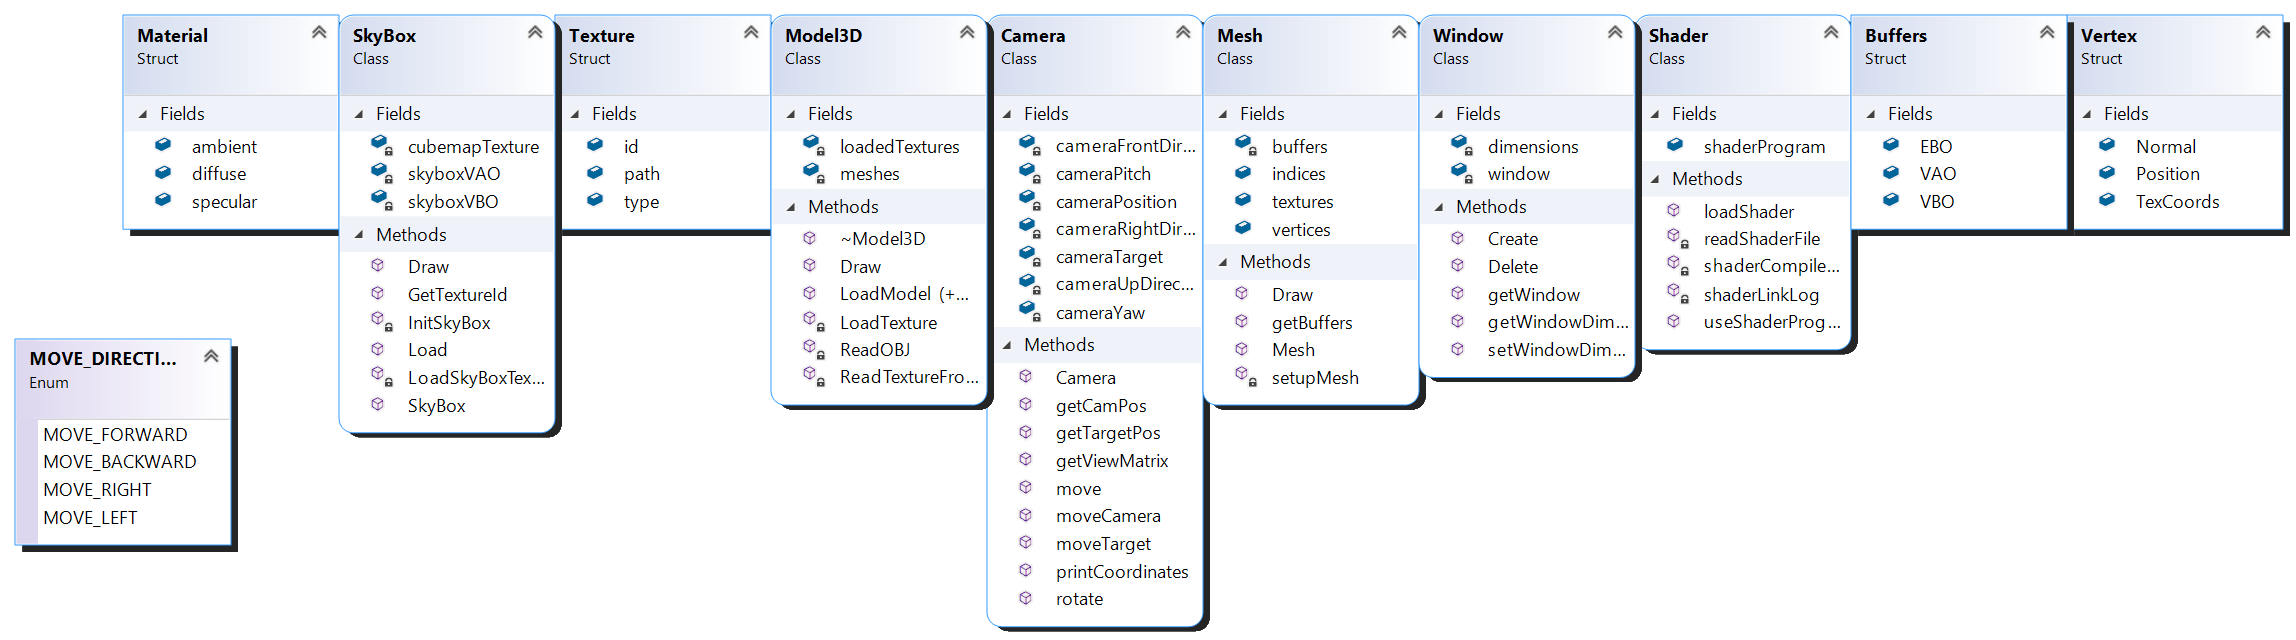 Material
Struct
Fields
ambient
diffuse
specular
SkyBox
Class
Fields
cubemapTexture
skyboxVAO
skyboxVBO
Methods
Draw
GetTextureId
InitSkyBox
Load
LoadSkyBoxTex...
SkyBox
Texture
Struct
Fields
id
path
type
Model3D
Class
Fields
loadedTextures
meshes
Methods
~Model3D
Draw
LoadModel (+...
LoadTexture
ReadOBJ
ReadTextureFro...
Camera
Class
Fields
cameraFrontDir...
cameraPitch
cameraPosition
cameraRightDir...
cameraTarget
cameraUpDirec...
cameraYaw
Methods
Camera
getCamPos
getTargetPos
getViewMatrix
move
moveCamera
moveTarget
printCoordinates
rotate
Mesh
Class
Fields
buffers
indices
textures
vertices
Methods
Draw
getBuffers
Mesh
setupMesh
Window
Class
Fields
dimensions
window
Methods
Create
Delete
getWindow
getWindowDim...
setWindowDim...
Shader
Class
Fields
shaderProgram
Methods
loadShader
readShaderFile
shaderCompile...
shaderLinkLog
useShaderProg...
Buffers
Struct
Fields
EBO
VAO
VBO
Vertex
Struct
Fields
Normal
Position
TexCoords
MOVE_DIRECTI...
Enum
MOVE_FORWARD
MOVE_BACKWARD
MOVE_RIGHT
MOVE_LEFT